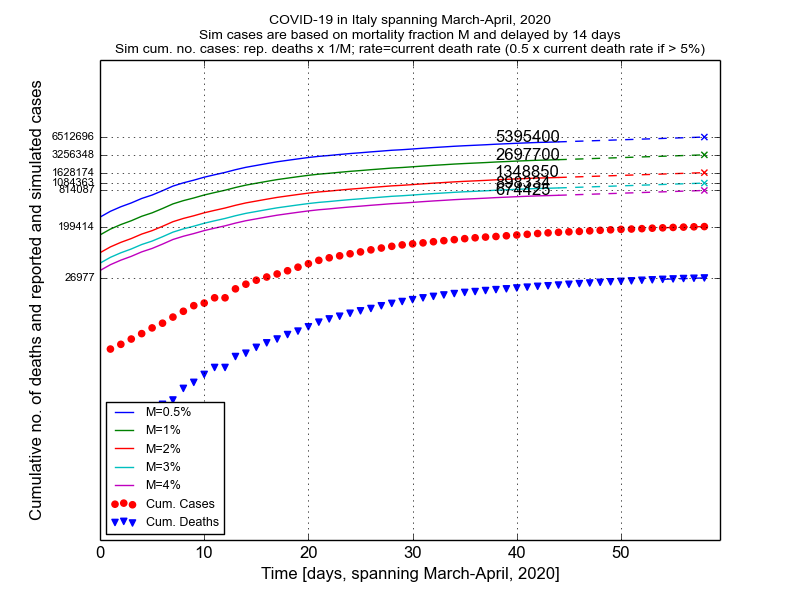 COVID-19 in Italy spanning March-April, 2020
Sim cases are based on mortality fraction M and delayed by 14 days
Sim cum. no. cases: rep. deaths x 1/M; rate=current death rate (0.5 x current death rate if > 5%)
Cumulative no. of deaths and reported and simulated cases
6512696
3256348
1628174
1084363
814087
199414
26977
5395400
2697700
1348850
674425
M=0.5%
M=1%
M=2%
M=3%
M=4%
Cum. Cases
Cum. Deaths
0 10 20 30 40 50
Time [days, spanning March-April, 2020]